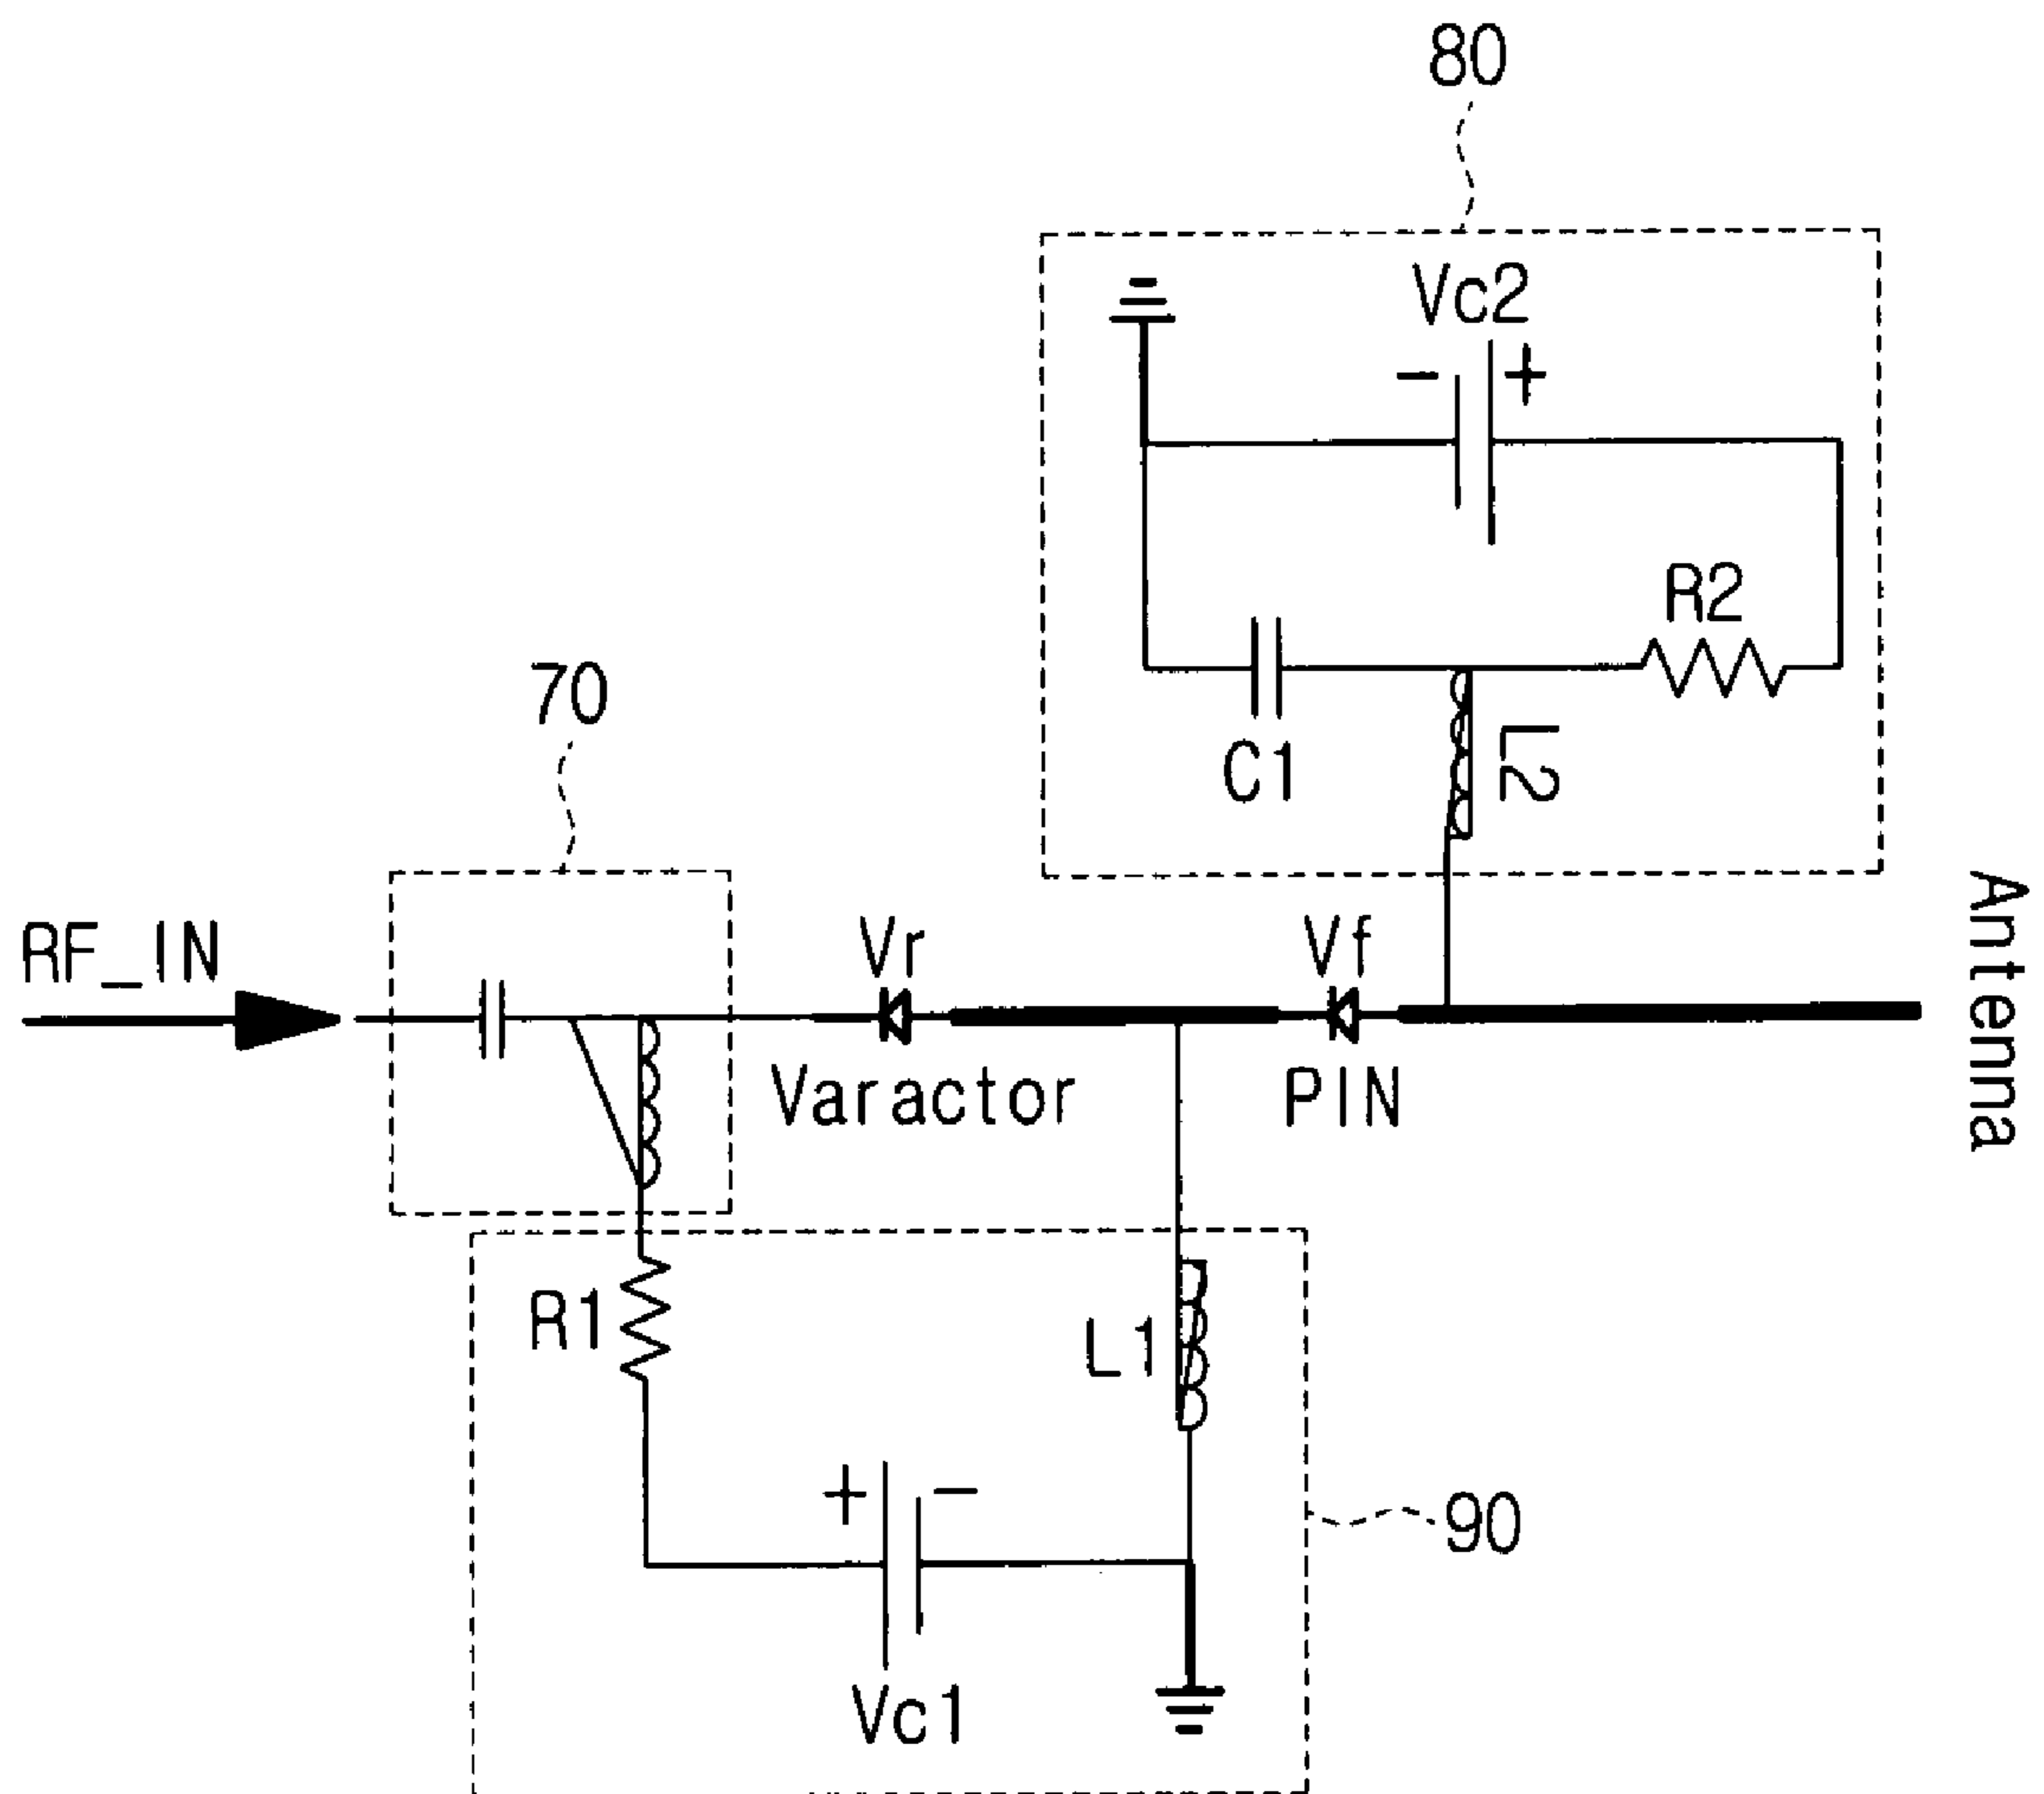 80
Vc2
- +
R2
70
C1
L2
RF_IN
Vr
Vf
Antenna
Varactor
PIN
R1
L1
+ -
90
Vc1